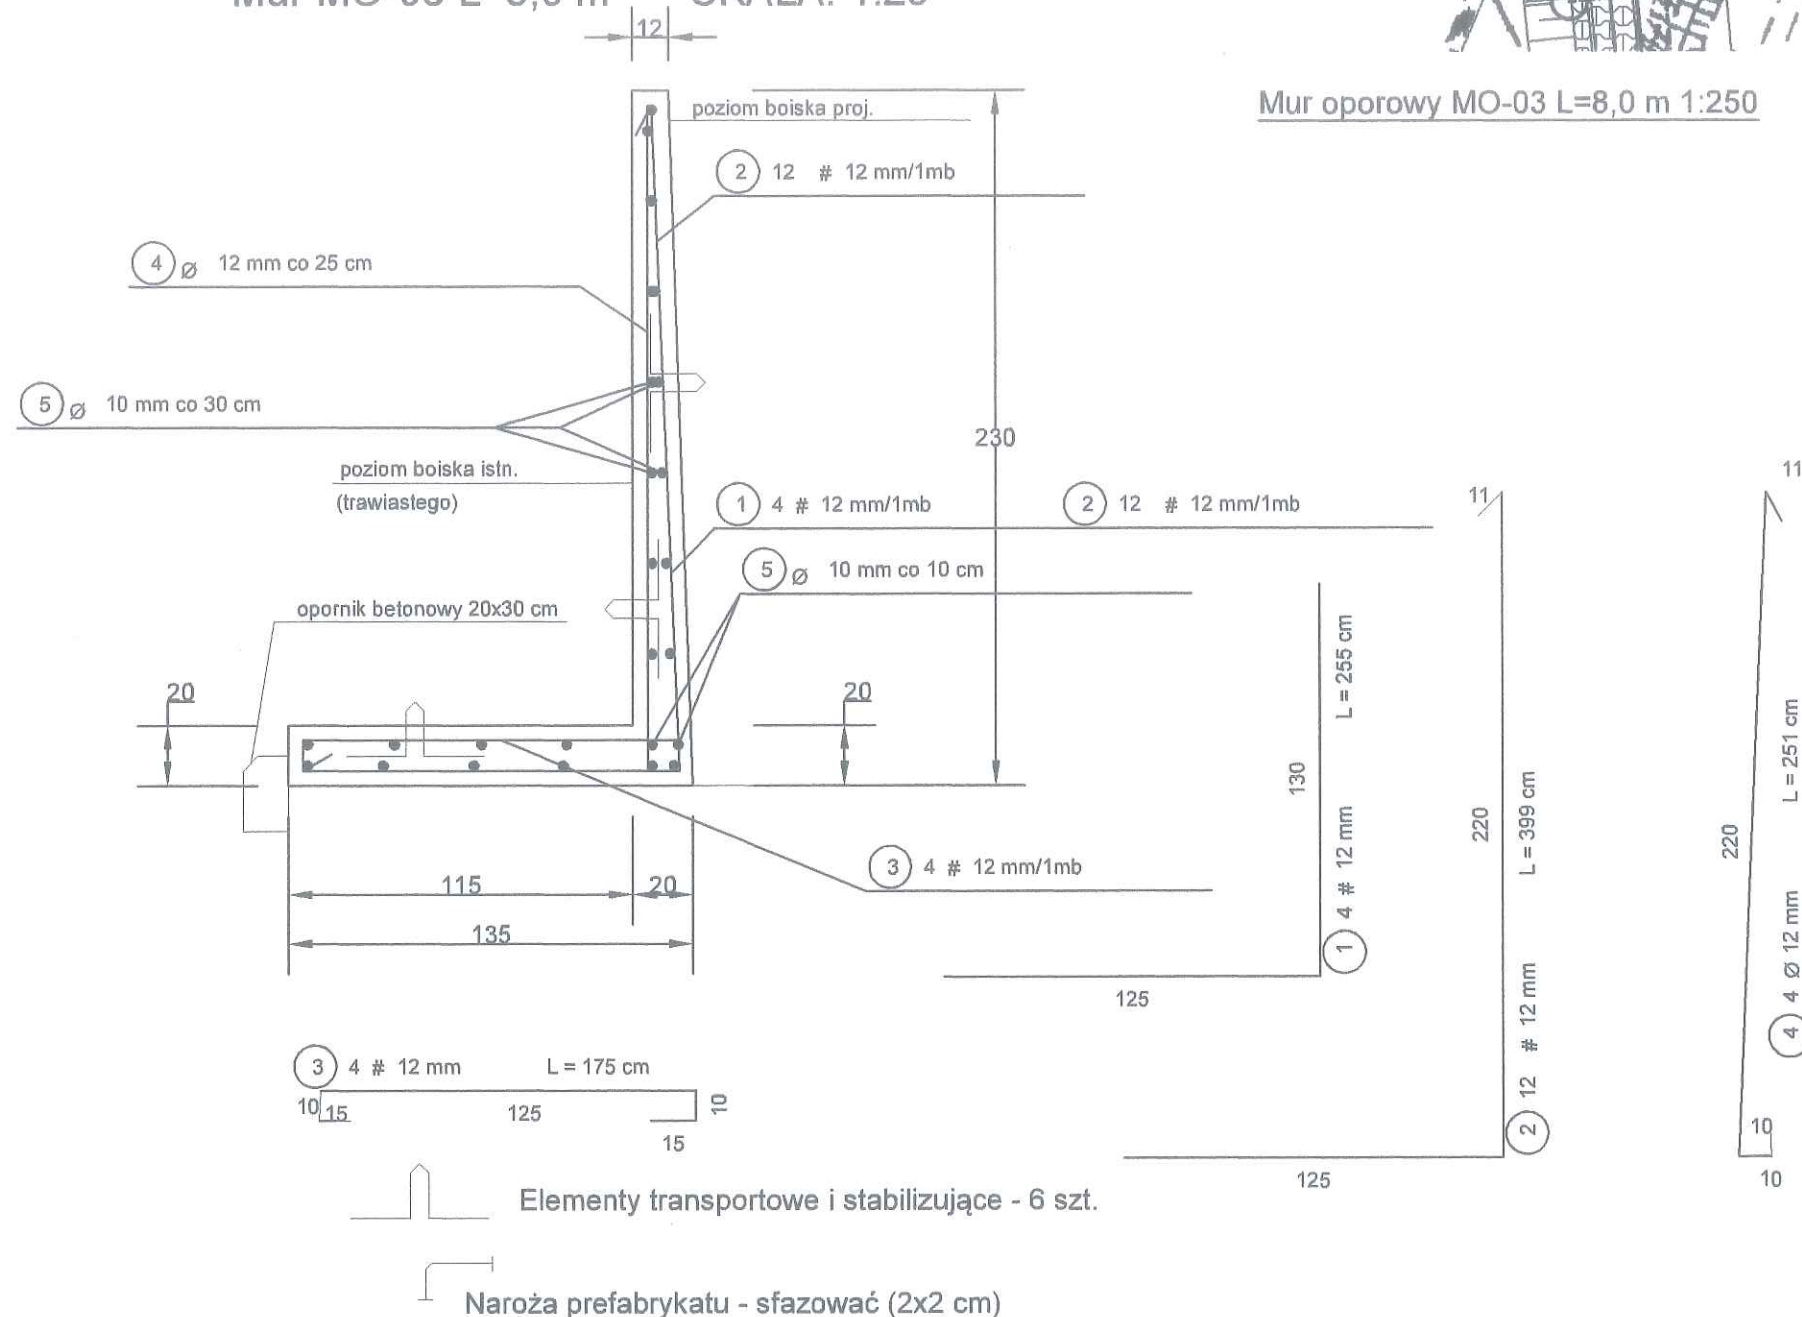 12
poziom boiska proj.
Mur oporowy MO-03 L=8,0 m 1:250
2 12 # 12 mm/1mb
4 Ø 12 mm co 25 cm
5 Ø 10 mm co 30 cm
230
poziom boiska istn.
(trawiastego)
1 4 # 12 mm/1mb 2 12 # 12 mm/1mb
5 Ø 10 mm co 10 cm
opornik betonowy 20x30 cm
20
20
3 4 # 12 mm/1mb
115
20
135
130
1 4 # 12 mm L = 255 cm
125
11
220
2 12 # 12 mm L = 399 cm
125
11
220
4 4 Ø 12 mm L = 251 cm
10
10
3 4 # 12 mm L = 175 cm
10
15
125
10
15
Elementy transportowe i stabilizujące - 6 szt.
Naroża prefabrykatu - sfazować (2x2 cm)